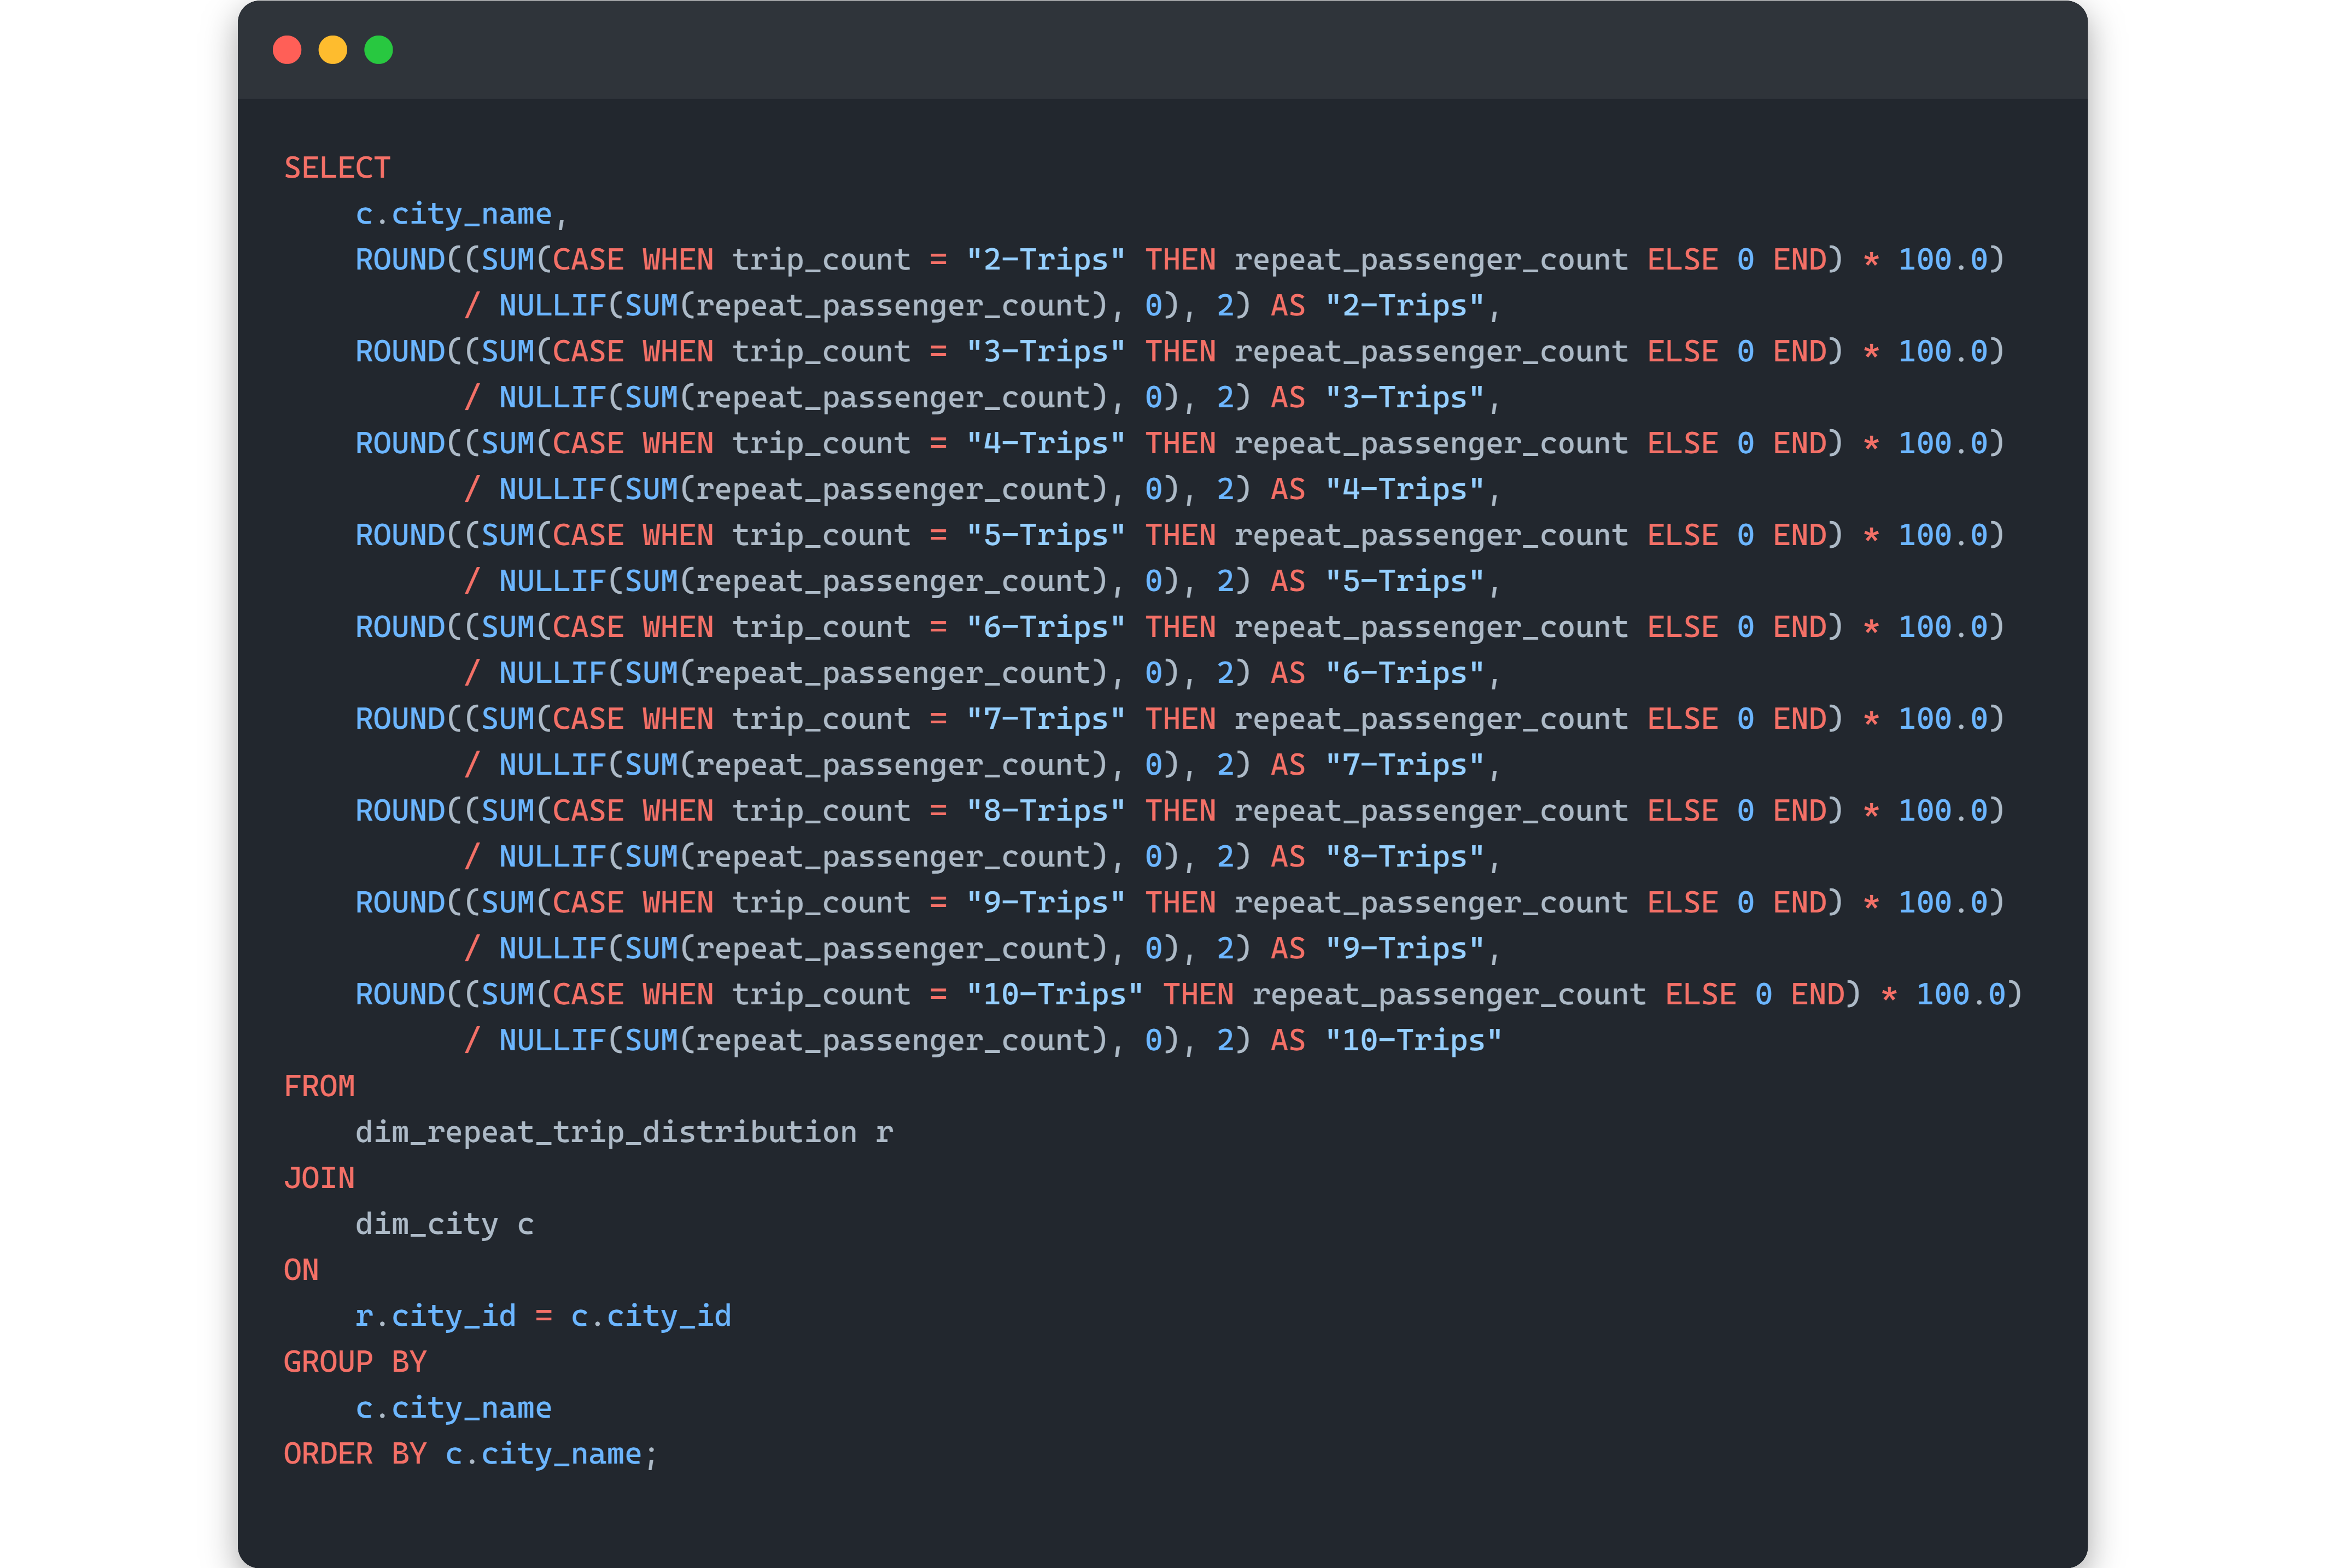 SELECT
    c.city_name,
    ROUND((SUM(CASE WHEN trip_count = "2-Trips" THEN repeat_passenger_count ELSE 0 END) * 100.0)
          / NULLIF(SUM(repeat_passenger_count), 0), 2) AS "2-Trips",
    ROUND((SUM(CASE WHEN trip_count = "3-Trips" THEN repeat_passenger_count ELSE 0 END) * 100.0)
          / NULLIF(SUM(repeat_passenger_count), 0), 2) AS "3-Trips",
    ROUND((SUM(CASE WHEN trip_count = "4-Trips" THEN repeat_passenger_count ELSE 0 END) * 100.0)
          / NULLIF(SUM(repeat_passenger_count), 0), 2) AS "4-Trips",
    ROUND((SUM(CASE WHEN trip_count = "5-Trips" THEN repeat_passenger_count ELSE 0 END) * 100.0)
          / NULLIF(SUM(repeat_passenger_count), 0), 2) AS "5-Trips",
    ROUND((SUM(CASE WHEN trip_count = "6-Trips" THEN repeat_passenger_count ELSE 0 END) * 100.0)
          / NULLIF(SUM(repeat_passenger_count), 0), 2) AS "6-Trips",
    ROUND((SUM(CASE WHEN trip_count = "7-Trips" THEN repeat_passenger_count ELSE 0 END) * 100.0)
          / NULLIF(SUM(repeat_passenger_count), 0), 2) AS "7-Trips",
    ROUND((SUM(CASE WHEN trip_count = "8-Trips" THEN repeat_passenger_count ELSE 0 END) * 100.0)
          / NULLIF(SUM(repeat_passenger_count), 0), 2) AS "8-Trips",
    ROUND((SUM(CASE WHEN trip_count = "9-Trips" THEN repeat_passenger_count ELSE 0 END) * 100.0)
          / NULLIF(SUM(repeat_passenger_count), 0), 2) AS "9-Trips",
    ROUND((SUM(CASE WHEN trip_count = "10-Trips" THEN repeat_passenger_count ELSE 0 END) * 100.0)
          / NULLIF(SUM(repeat_passenger_count), 0), 2) AS "10-Trips"
FROM
    dim_repeat_trip_distribution r
JOIN
    dim_city c
ON
    r.city_id = c.city_id
GROUP BY
    c.city_name
ORDER BY c.city_name;